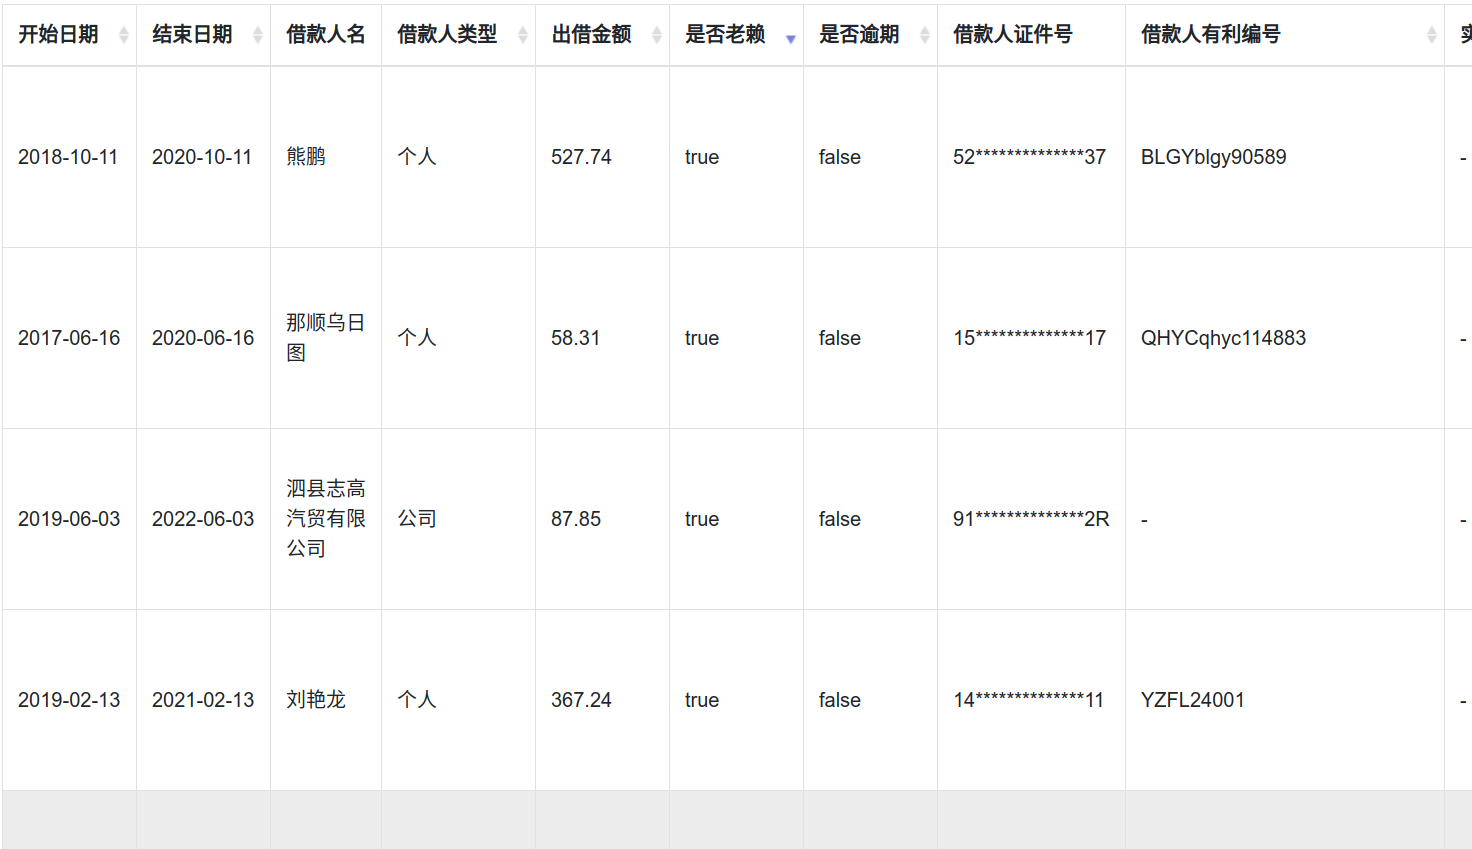 开始日期 结束日期 借款人名 借款人类型 出借金额 是否老赖 是否逾期 借款人证件号 借款人有利编号
2018-10-11 2020-10-11 熊鹏 个人 527.74 true false 52**************37 BLGYblgy90589 -
2017-06-16 2020-06-16 那顺乌日 个人 58.31 true false 15**************17 QHYCqhyc114883 -
图
泗县志高
2019-06-03 2022-06-03 汽贸有限 公司 87.85 true false 91**************2R - -
公司
2019-02-13 2021-02-13 刘艳龙 个人 367.24 true false 14**************11 YZFL24001 -